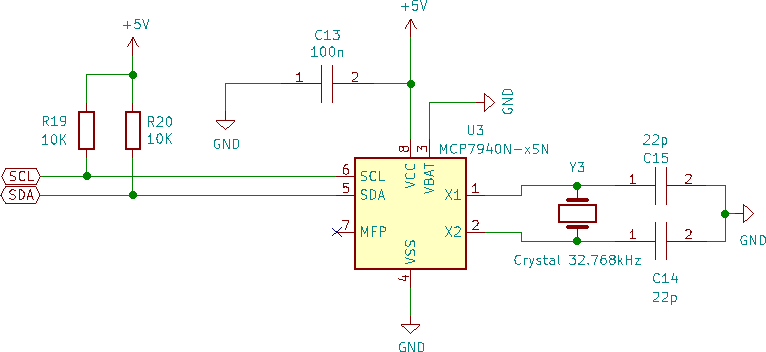 +5V
+5V
C13
100n
1
2
GND
GND
R19
10K
R20
10K
U3
MCP7940N-x5N
8
3
VCC
VBAT
SCL
SDA
6
SCL
5
SDA
7
MFP
X1
1
X2
2
VSS
4
GND
Y3
Crystal 32.768kHz
22p
C15
1
2
1
2
C14
22p
GND